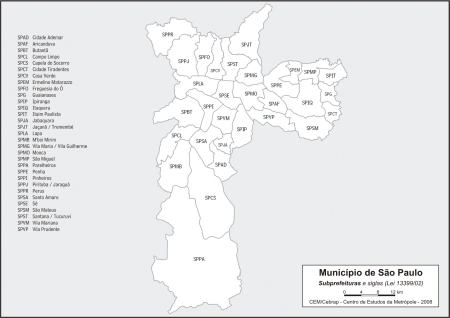 SPAD Cidade Ademar
SPAF Aricanduva
SPBT Butantã
SPCL Campo Limpo
SPCS Capela do Socorro
SPCT Cidade Tiradentes
SPCV Casa Verde
SPEM Ermelino Matarazzo
SPFO Freguesia do Ó
SPG Guaianases
SPIP Ipiranga
SPIQ Itaquera
SPIT Itaim Paulista
SPJA Jabaquara
SPJT Jaçanã / Tremembé
SPLA Lapa
SPMB M'boi Mirim
SPMG Vila Maria / Vila Guilherme
SPMO Mooca
SPMP São Miguel
SPPA Parelheiros
SPPE Penha
SPPI Pinheiros
SPPJ Pirituba / Jaraguá
SPPR Perus
SPSA Santo Amaro
SPSE Sé
SPSM São Mateus
SPST Santana / Tucuruvi
SPVM Vila Mariana
SPVP Vila Prudente
SPPR
SPJT
SPPJ
SPFO
SPCV
SPST
SPMG
SPEM
SPMP
SPIT
SPLA
SPPE
SPSE
SPMO
SPG
SPIQ
SPAF
SPBT
SPVM
SPVP
SPCT
SPIP
SPSM
SPCL
SPSA
SPJA
SPMB
SPAD
SPCS
SPPA
Município de São Paulo
Subprefeituras e siglas (Lei 13399/02)
0 4 8 12 km
CEM/Cebrap - Centro de Estudos da Metrópole - 2008